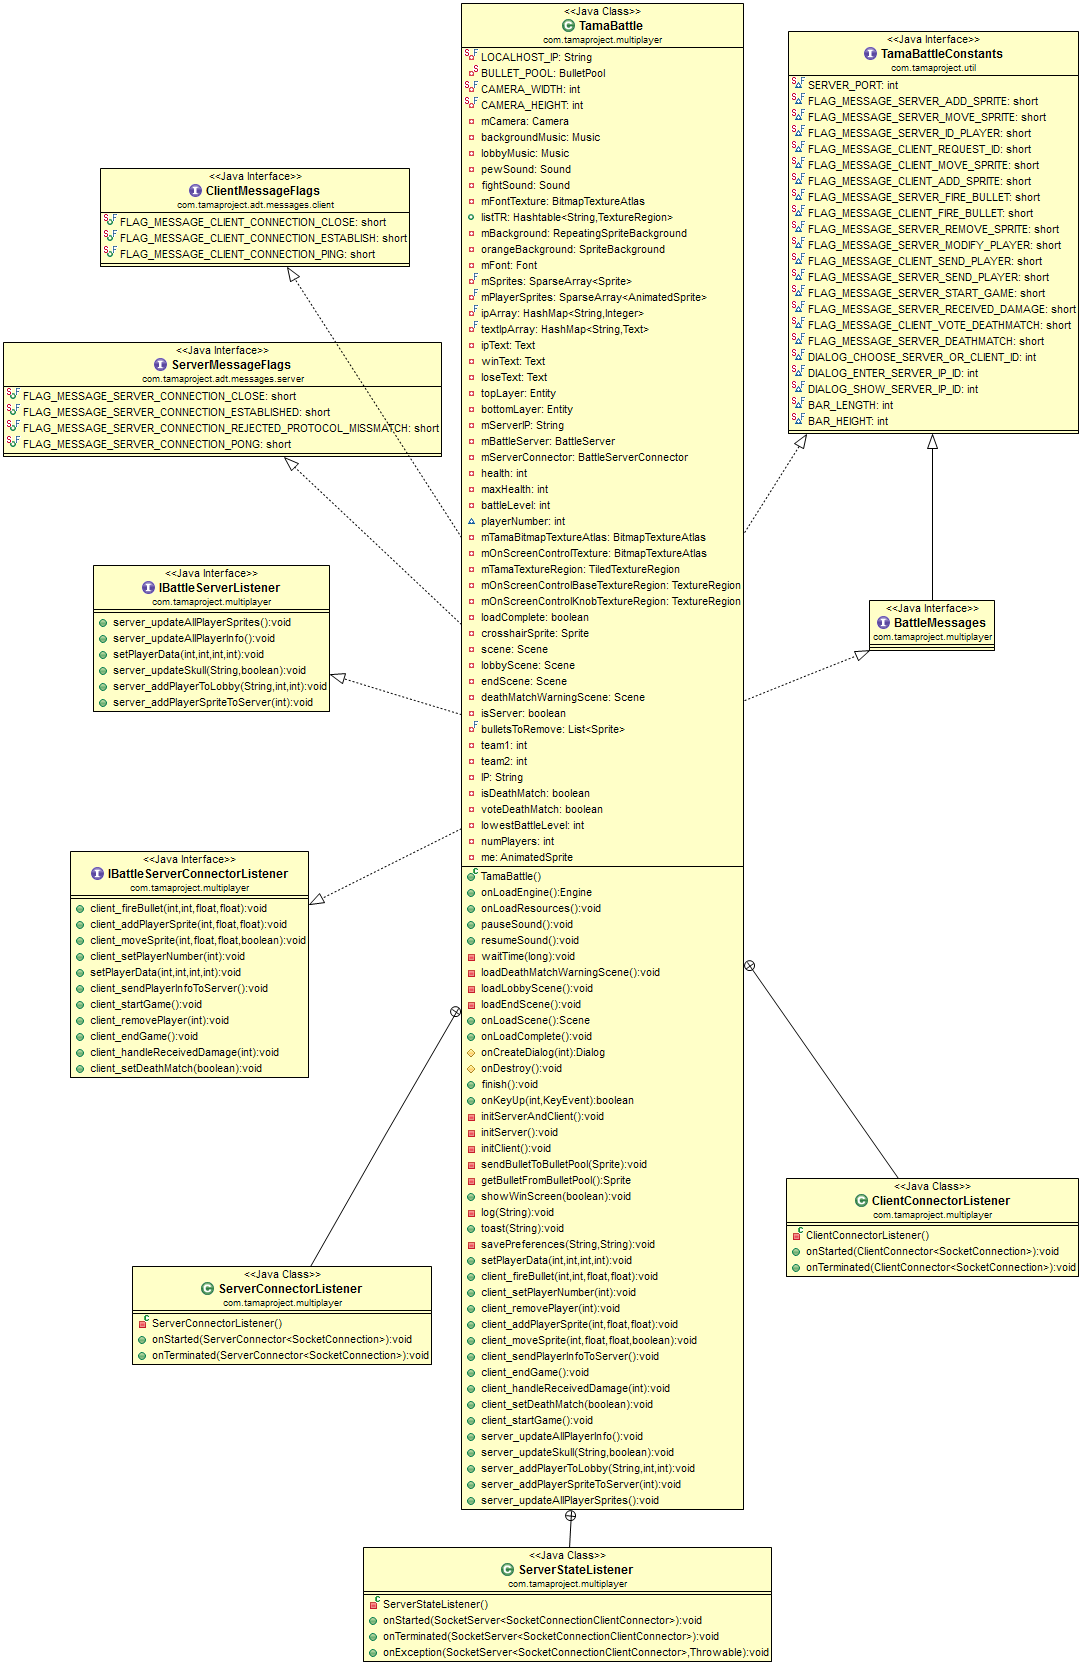 <<Java Class>>
TamaBattle
com.tamaproject.multiplayer
LOCALHOST_IP: String
BULLET_POOL: BulletPool
CAMERA_WIDTH: int
CAMERA_HEIGHT: int
mCamera: Camera
backgroundMusic: Music
lobbyMusic: Music
pewSound: Sound
fightSound: Sound
mFontTexture: BitmapTextureAtlas
listTR: Hashtable<String,TextureRegion>
mBackground: RepeatingSpriteBackground
orangeBackground: SpriteBackground
mFont: Font
mSprites: SparseArray<Sprite>
mPlayerSprites: SparseArray<AnimatedSprite>
ipArray: HashMap<String,Integer>
textIpArray: HashMap<String,Text>
ipText: Text
winText: Text
loseText: Text
topLayer: Entity
bottomLayer: Entity
mServerIP: String
mBattleServer: BattleServer
mServerConnector: BattleServerConnector
health: int
maxHealth: int
battleLevel: int
playerNumber: int
mTamaBitmapTextureAtlas: BitmapTextureAtlas
mOnScreenControlTexture: BitmapTextureAtlas
mTamaTextureRegion: TiledTextureRegion
mOnScreenControlBaseTextureRegion: TextureRegion
mOnScreenControlKnobTextureRegion: TextureRegion
loadComplete: boolean
crosshairSprite: Sprite
scene: Scene
lobbyScene: Scene
endScene: Scene
deathMatchWarningScene: Scene
isServer: boolean
bulletsToRemove: List<Sprite>
team1: int
team2: int
IP: String
isDeathMatch: boolean
voteDeathMatch: boolean
lowestBattleLevel: int
numPlayers: int
me: AnimatedSprite
TamaBattle()
onLoadEngine():Engine
onLoadResources():void
pauseSound():void
resumeSound():void
waitTime(long):void
loadDeathMatchWarningScene():void
loadLobbyScene():void
loadEndScene():void
onLoadScene():Scene
onLoadComplete():void
onCreateDialog(int):Dialog
onDestroy():void
finish():void
onKeyUp(int,KeyEvent):boolean
initServerAndClient():void
initServer():void
initClient():void
sendBulletToBulletPool(Sprite):void
getBulletFromBulletPool():Sprite
showWinScreen(boolean):void
log(String):void
toast(String):void
savePreferences(String,String):void
setPlayerData(int,int,int,int):void
client_fireBullet(int,int,float,float):void
client_setPlayerNumber(int):void
client_removePlayer(int):void
client_addPlayerSprite(int,float,float):void
client_moveSprite(int,float,float,boolean):void
client_sendPlayerInfoToServer():void
client_endGame():void
client_handleReceivedDamage(int):void
client_setDeathMatch(boolean):void
client_startGame():void
server_updateAllPlayerInfo():void
server_updateSkull(String,boolean):void
server_addPlayerToLobby(String,int,int):void
server_addPlayerSpriteToServer(int):void
server_updateAllPlayerSprites():void
<<Java Interface>>
TamaBattleConstants
com.tamaproject.util
SERVER_PORT: int
FLAG_MESSAGE_SERVER_ADD_SPRITE: short
FLAG_MESSAGE_SERVER_MOVE_SPRITE: short
FLAG_MESSAGE_SERVER_ID_PLAYER: short
FLAG_MESSAGE_CLIENT_REQUEST_ID: short
FLAG_MESSAGE_CLIENT_MOVE_SPRITE: short
FLAG_MESSAGE_CLIENT_ADD_SPRITE: short
FLAG_MESSAGE_SERVER_FIRE_BULLET: short
FLAG_MESSAGE_CLIENT_FIRE_BULLET: short
FLAG_MESSAGE_SERVER_REMOVE_SPRITE: short
FLAG_MESSAGE_SERVER_MODIFY_PLAYER: short
FLAG_MESSAGE_CLIENT_SEND_PLAYER: short
FLAG_MESSAGE_SERVER_SEND_PLAYER: short
FLAG_MESSAGE_SERVER_START_GAME: short
FLAG_MESSAGE_SERVER_RECEIVED_DAMAGE: short
FLAG_MESSAGE_CLIENT_VOTE_DEATHMATCH: short
FLAG_MESSAGE_SERVER_DEATHMATCH: short
DIALOG_CHOOSE_SERVER_OR_CLIENT_ID: int
DIALOG_ENTER_SERVER_IP_ID: int
DIALOG_SHOW_SERVER_IP_ID: int
BAR_LENGTH: int
BAR_HEIGHT: int
<<Java Interface>>
ClientMessageFlags
com.tamaproject.adt.messages.client
FLAG_MESSAGE_CLIENT_CONNECTION_CLOSE: short
FLAG_MESSAGE_CLIENT_CONNECTION_ESTABLISH: short
FLAG_MESSAGE_CLIENT_CONNECTION_PING: short
<<Java Interface>>
ServerMessageFlags
com.tamaproject.adt.messages.server
FLAG_MESSAGE_SERVER_CONNECTION_CLOSE: short
FLAG_MESSAGE_SERVER_CONNECTION_ESTABLISHED: short
FLAG_MESSAGE_SERVER_CONNECTION_REJECTED_PROTOCOL_MISSMATCH: short
FLAG_MESSAGE_SERVER_CONNECTION_PONG: short
<<Java Interface>>
IBattleServerListener
com.tamaproject.multiplayer
server_updateAllPlayerSprites():void
server_updateAllPlayerInfo():void
setPlayerData(int,int,int,int):void
server_updateSkull(String,boolean):void
server_addPlayerToLobby(String,int,int):void
server_addPlayerSpriteToServer(int):void
<<Java Interface>>
BattleMessages
com.tamaproject.multiplayer
<<Java Interface>>
IBattleServerConnectorListener
com.tamaproject.multiplayer
client_fireBullet(int,int,float,float):void
client_addPlayerSprite(int,float,float):void
client_moveSprite(int,float,float,boolean):void
client_setPlayerNumber(int):void
setPlayerData(int,int,int,int):void
client_sendPlayerInfoToServer():void
client_startGame():void
client_removePlayer(int):void
client_endGame():void
client_handleReceivedDamage(int):void
client_setDeathMatch(boolean):void
<<Java Class>>
ClientConnectorListener
com.tamaproject.multiplayer
ClientConnectorListener()
onStarted(ClientConnector<SocketConnection>):void
onTerminated(ClientConnector<SocketConnection>):void
<<Java Class>>
ServerConnectorListener
com.tamaproject.multiplayer
ServerConnectorListener()
onStarted(ServerConnector<SocketConnection>):void
onTerminated(ServerConnector<SocketConnection>):void
<<Java Class>>
ServerStateListener
com.tamaproject.multiplayer
ServerStateListener()
onStarted(SocketServer<SocketConnectionClientConnector>):void
onTerminated(SocketServer<SocketConnectionClientConnector>):void
onException(SocketServer<SocketConnectionClientConnector>,Throwable):void